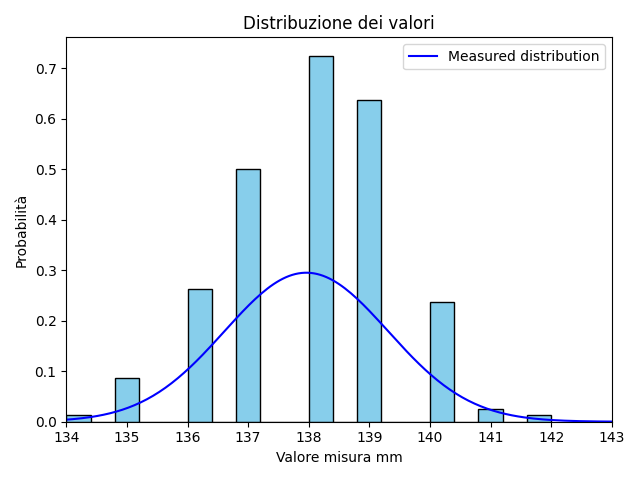 Distribuzione dei valori
Measured distribution
Probabilità
0.7
0.6
0.5
0.4
0.3
0.2
0.1
0.0
134 135 136 137 138 139 140 141 142 143
Valore misura mm